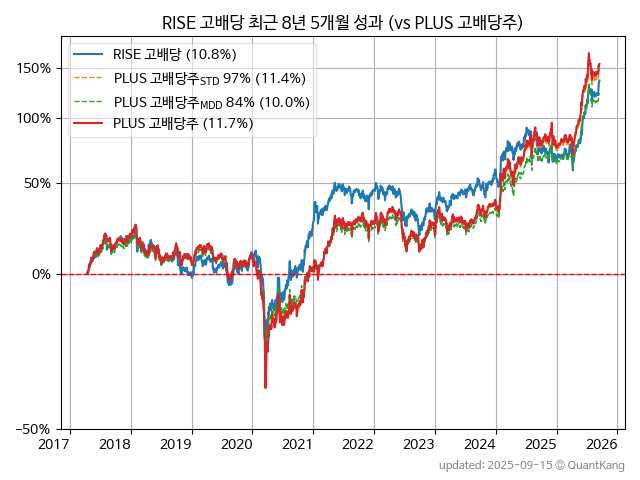 RISE 고배당 최근 8년 5개월 성과 (vs PLUS 고배당주)
RISE 고배당 (10.8%)
PLUS 고배당주STD 97% (11.4%)
PLUS 고배당주MDD 84% (10.0%)
PLUS 고배당주 (11.7%)
150%
100%
50%
0%
−50%
2017 2018 2019 2020 2021 2022 2023 2024 2025 2026
updated: 2025-09-15 © QuantKang